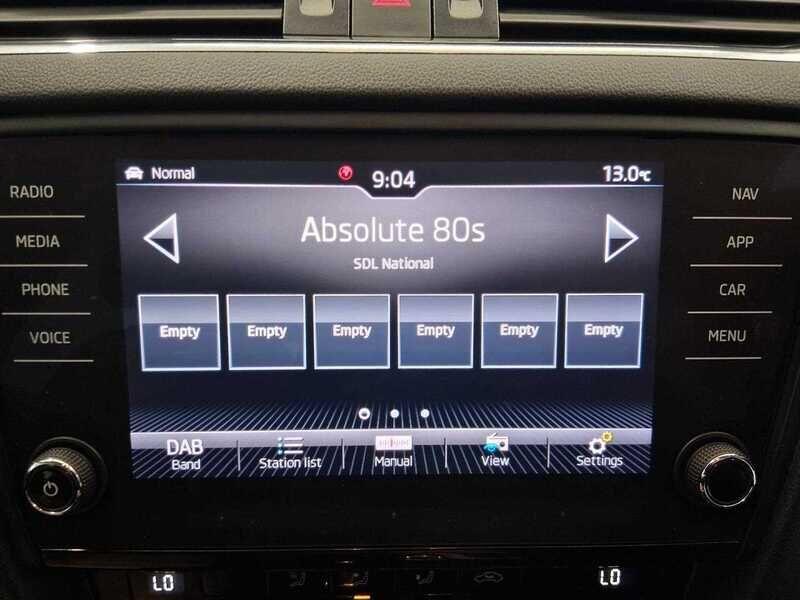 Normal 9:04 13.0°C
RADIO
MEDIA
PHONE
VOICE
Absolute 80s
SDL National
Empty Empty Empty Empty Empty Empty
DAB
Band Station list Manual View Settings
NAV
APP
CAR
MENU
LO LO